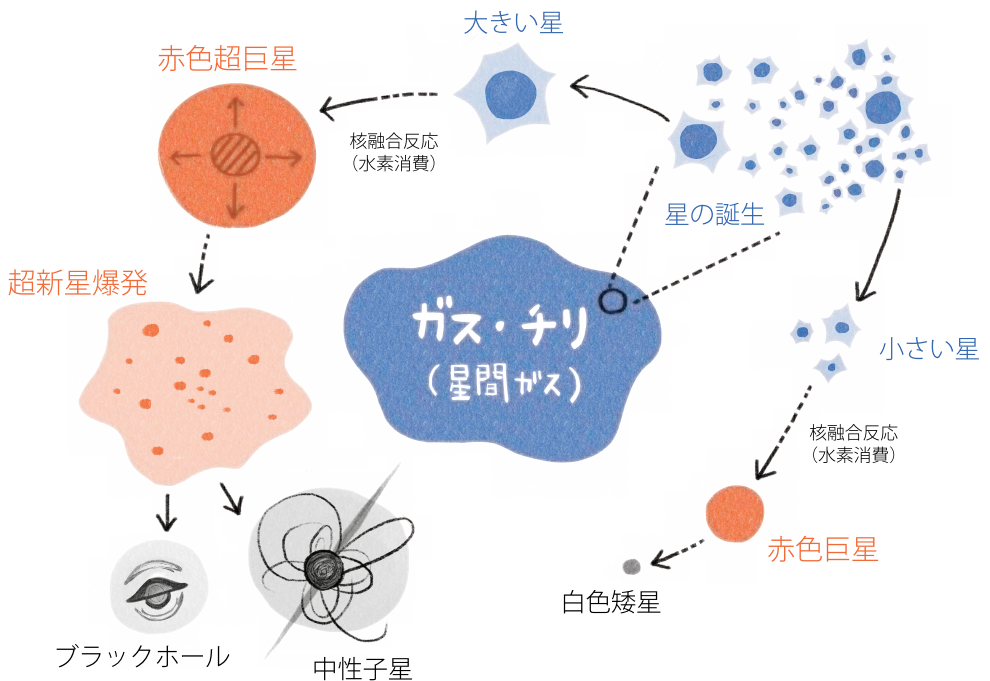 大きい星
赤色超巨星
核融合反応
(水素消費)
星の誕生
超新星爆発
ガス・チリ
(星間ガス)
小さい星
核融合反応
(水素消費)
赤色巨星
白色矮星
ブラックホール
中性子星